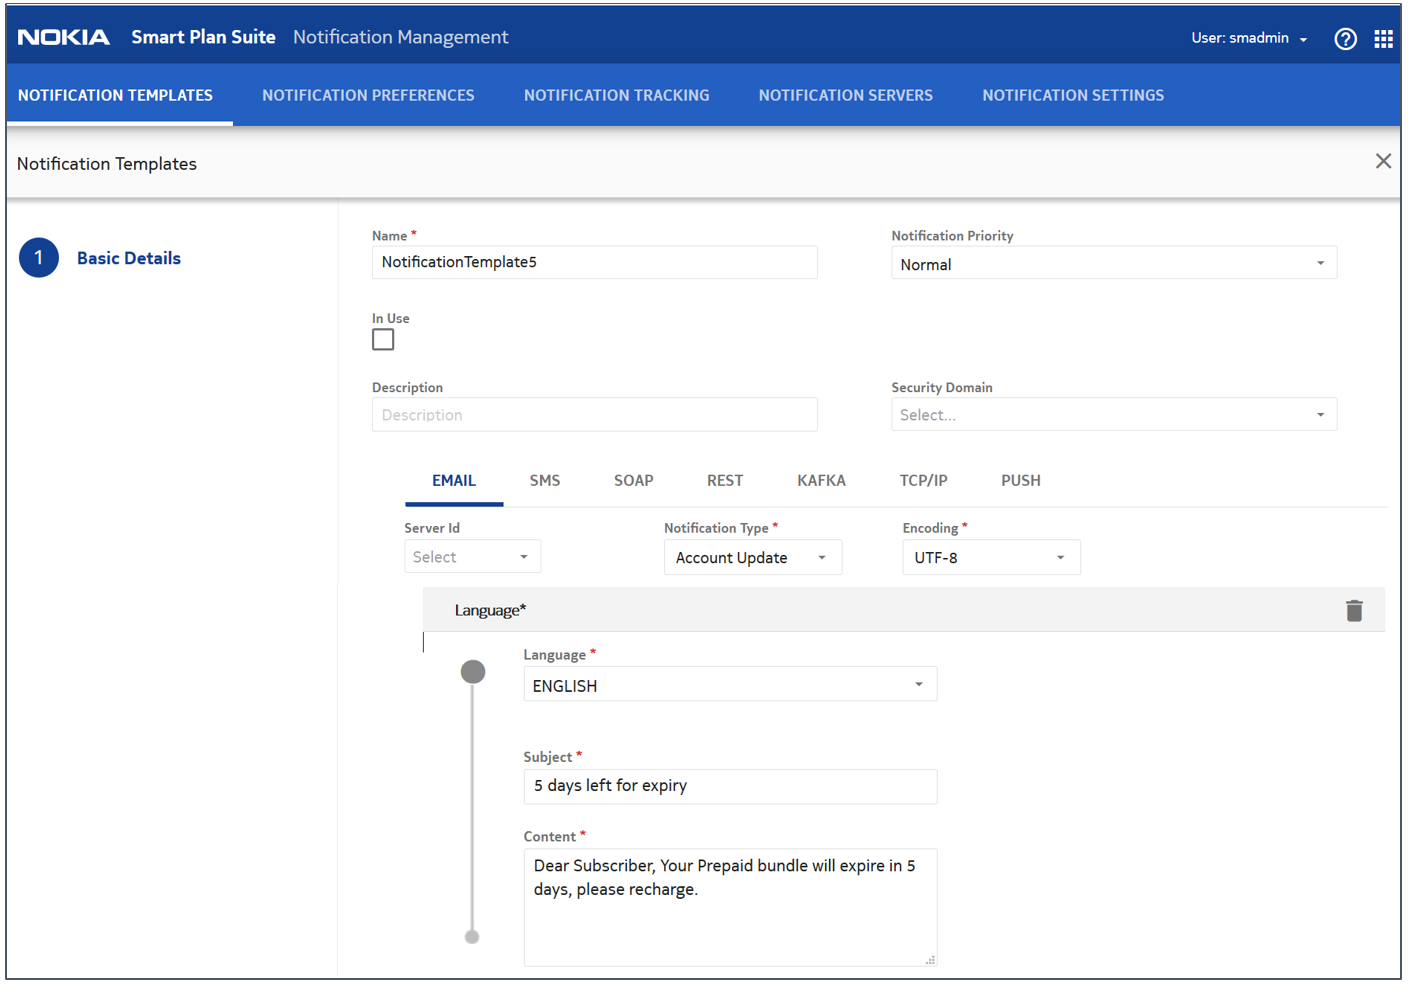 NOKIA Smart Plan Suite Notification Management User: smadmin
NOTIFICATION TEMPLATES NOTIFICATION PREFERENCES NOTIFICATION TRACKING NOTIFICATION SERVERS NOTIFICATION SETTINGS
Notification Templates
1 Basic Details
Name * Notification Priority
NotificationTemplate5 Normal
In Use
Description Security Domain
Description Select...
EMAIL SMS SOAP REST KAFKA TCP/IP PUSH
Server Id Notification Type * Encoding *
Select Account Update UTF-8
Language*
Language *
ENGLISH
Subject *
5 days left for expiry
Content *
Dear Subscriber, Your Prepaid bundle will expire in 5
days, please recharge.